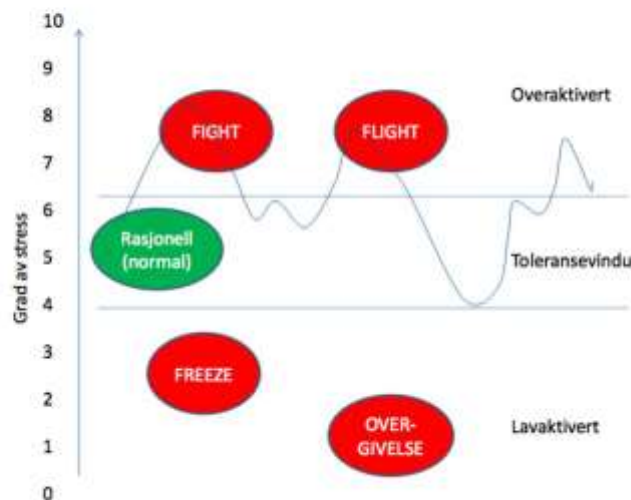 10
9
Overaktivert
8
FIGHT
FLIGHT
7
6
Rasjonell
(normal)
5
Toleransevindu
4
3
FREEZE
2
OVER-
GIVELSE
Lavaktivert
1
0
Grad av stress